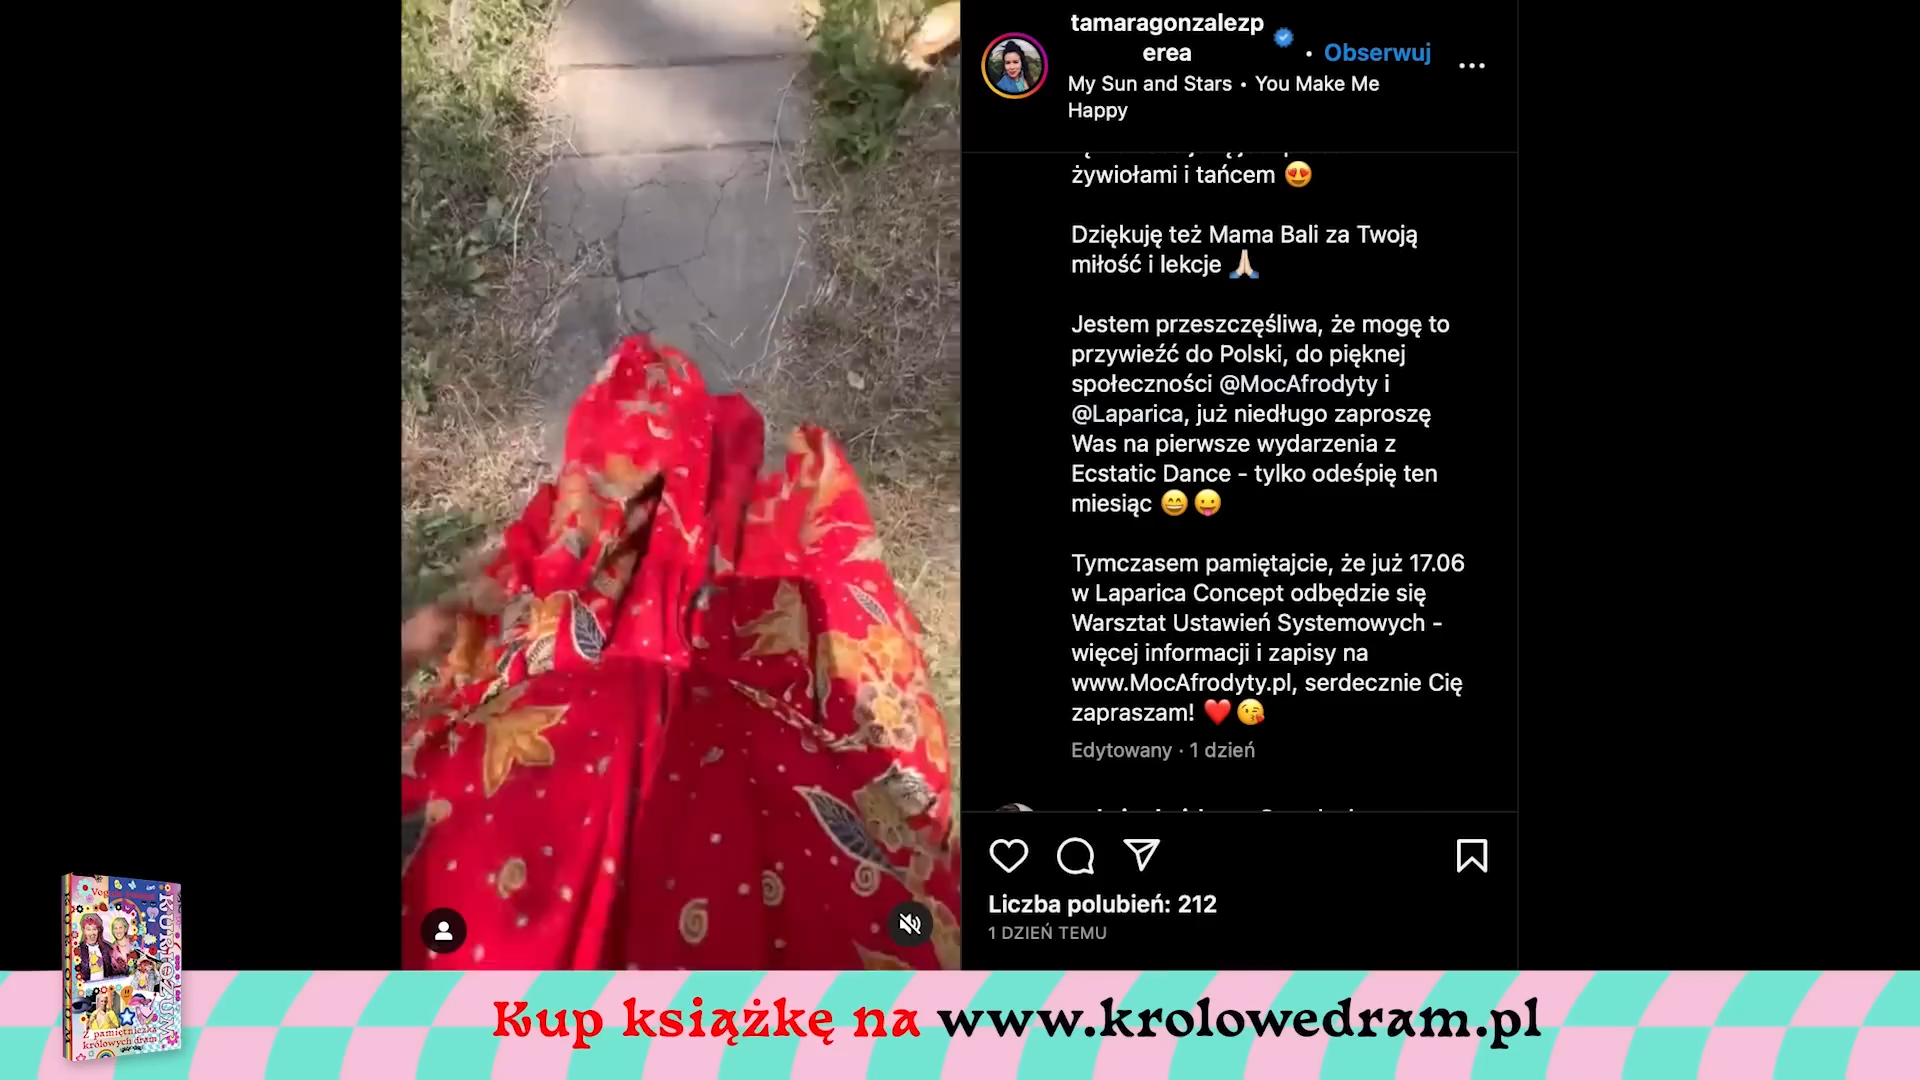 tamaragonzalezp
erea
• Obserwuj
My Sun and Stars • You Make Me
Happy
żywiołami i tańcem 😍
Dziękuję też Mama Bali za Twoją
miłość i lekcje 🙏🏻
Jestem przeszczęśliwa, że mogę to
przywieźć do Polski, do pięknej
społeczności @MocAfrodyty i
@Laparica, już niedługo zaproszę
Was na pierwsze wydarzenia z
Ecstatic Dance - tylko odeśpię ten
miesiąc 😄😛
Tymczasem pamiętajcie, że już 17.06
w Laparica Concept odbędzie się
Warsztat Ustawień Systemowych -
więcej informacji i zapisy na
www.MocAfrodyty.pl, serdecznie Cię
zapraszam! ❤️😘
Edytowany · 1 dzień
Liczba polubień: 212
1 DZIEŃ TEMU
Z pamiętniczka
królowych dram
Kup książkę na www.krolowedram.pl